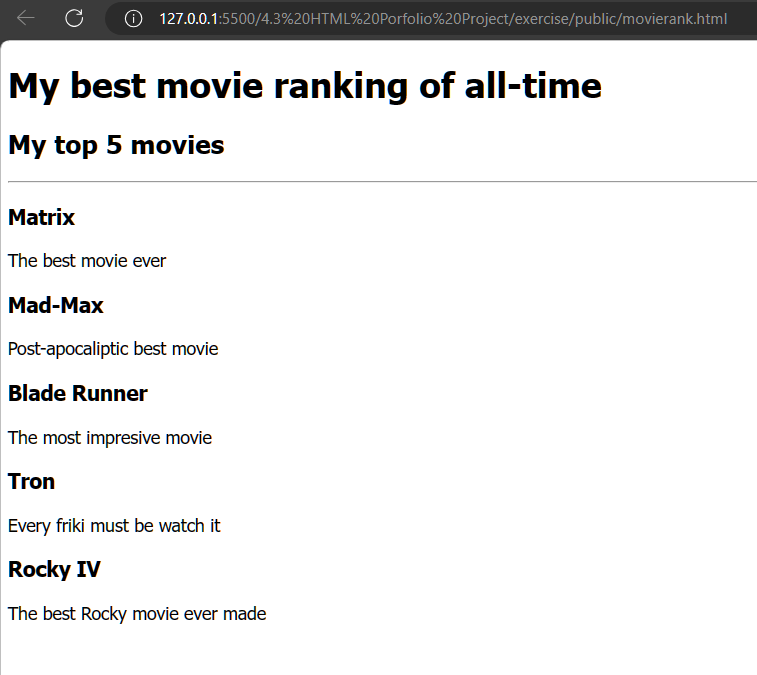 127.0.0.1:5500/4.3%20HTML%20Porfolio%20Project/exercise/public/movierank.html
My best movie ranking of all-time
My top 5 movies
Matrix
The best movie ever
Mad-Max
Post-apocaliptic best movie
Blade Runner
The most impresive movie
Tron
Every friki must be watch it
Rocky IV
The best Rocky movie ever made